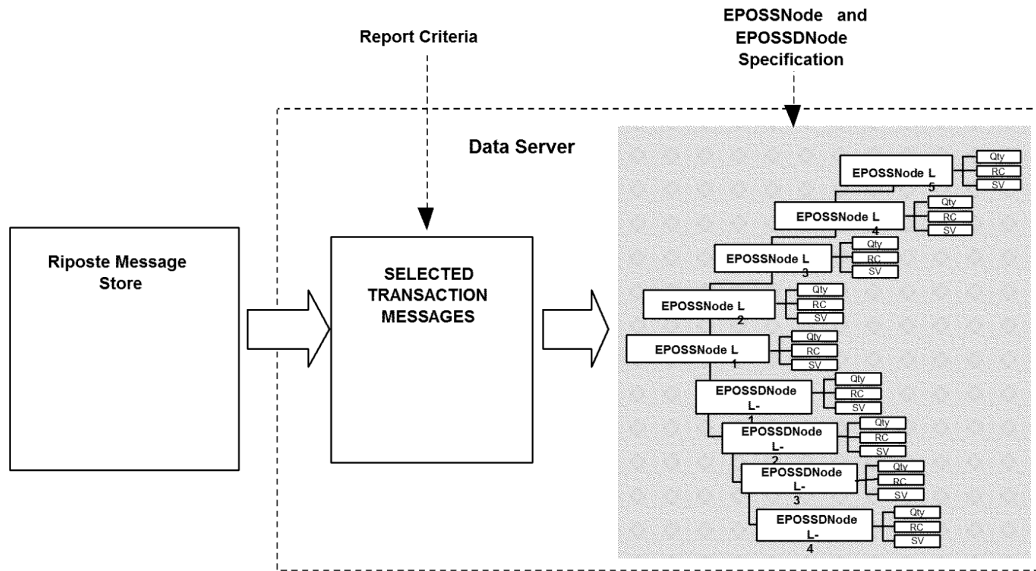 EPOSSNode and
EPOSSDNode
Specification
Report Criteria
Data Server
Riposte Message
Store
SELECTED
TRANSACTION
MESSAGES
EPOSSNode L
5
Qty
RC
SV
EPOSSNode L
4
Qty
RC
SV
EPOSSNode L
3
Qty
RC
SV
EPOSSNode L
2
Qty
RC
SV
EPOSSNode L
1
Qty
RC
SV
EPOSSDNode
L-
1
Qty
RC
SV
EPOSSDNode
L-
2
Qty
RC
SV
EPOSSDNode
L-
3
Qty
RC
SV
EPOSSDNode
L-
4
Qty
RC
SV